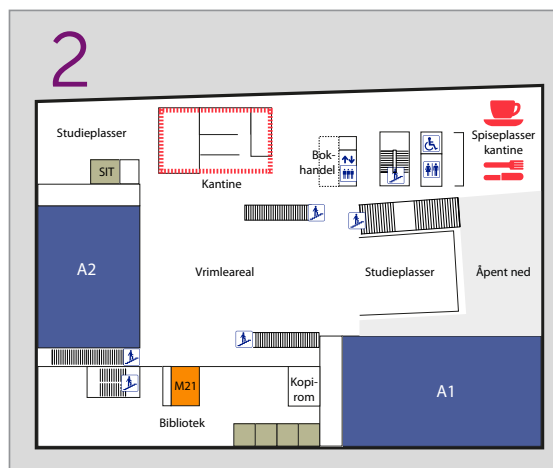 2
Studieplasser
SIT
Kantine
Bok-
handel
Spiseplasser
kantine
A2
Vrimleareal
Studieplasser
Åpent ned
M21
Kopi-
rom
A1
Bibliotek